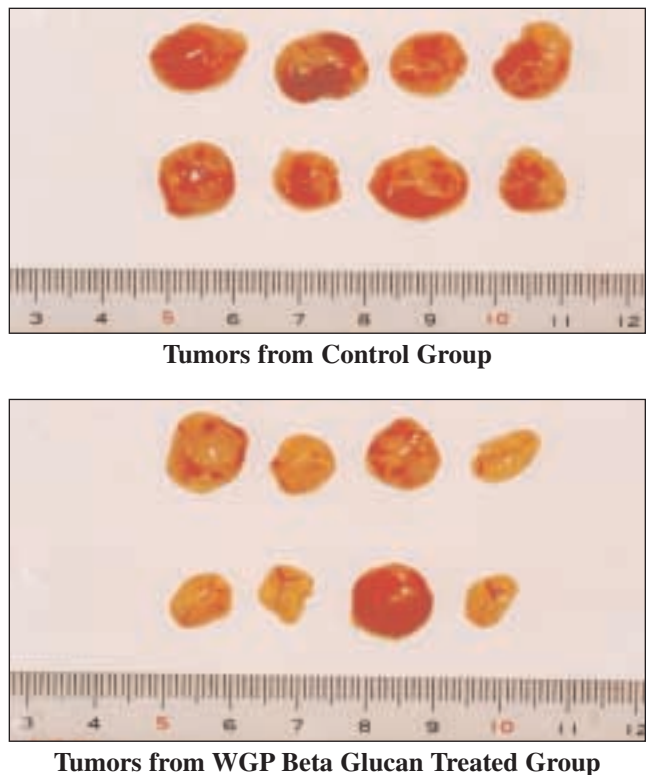 3 4 5 6 7 8 9 10 11 12
Tumors from Control Group
3 4 5 6 7 8 9 10 11 12
Tumors from WGP Beta Glucan Treated Group